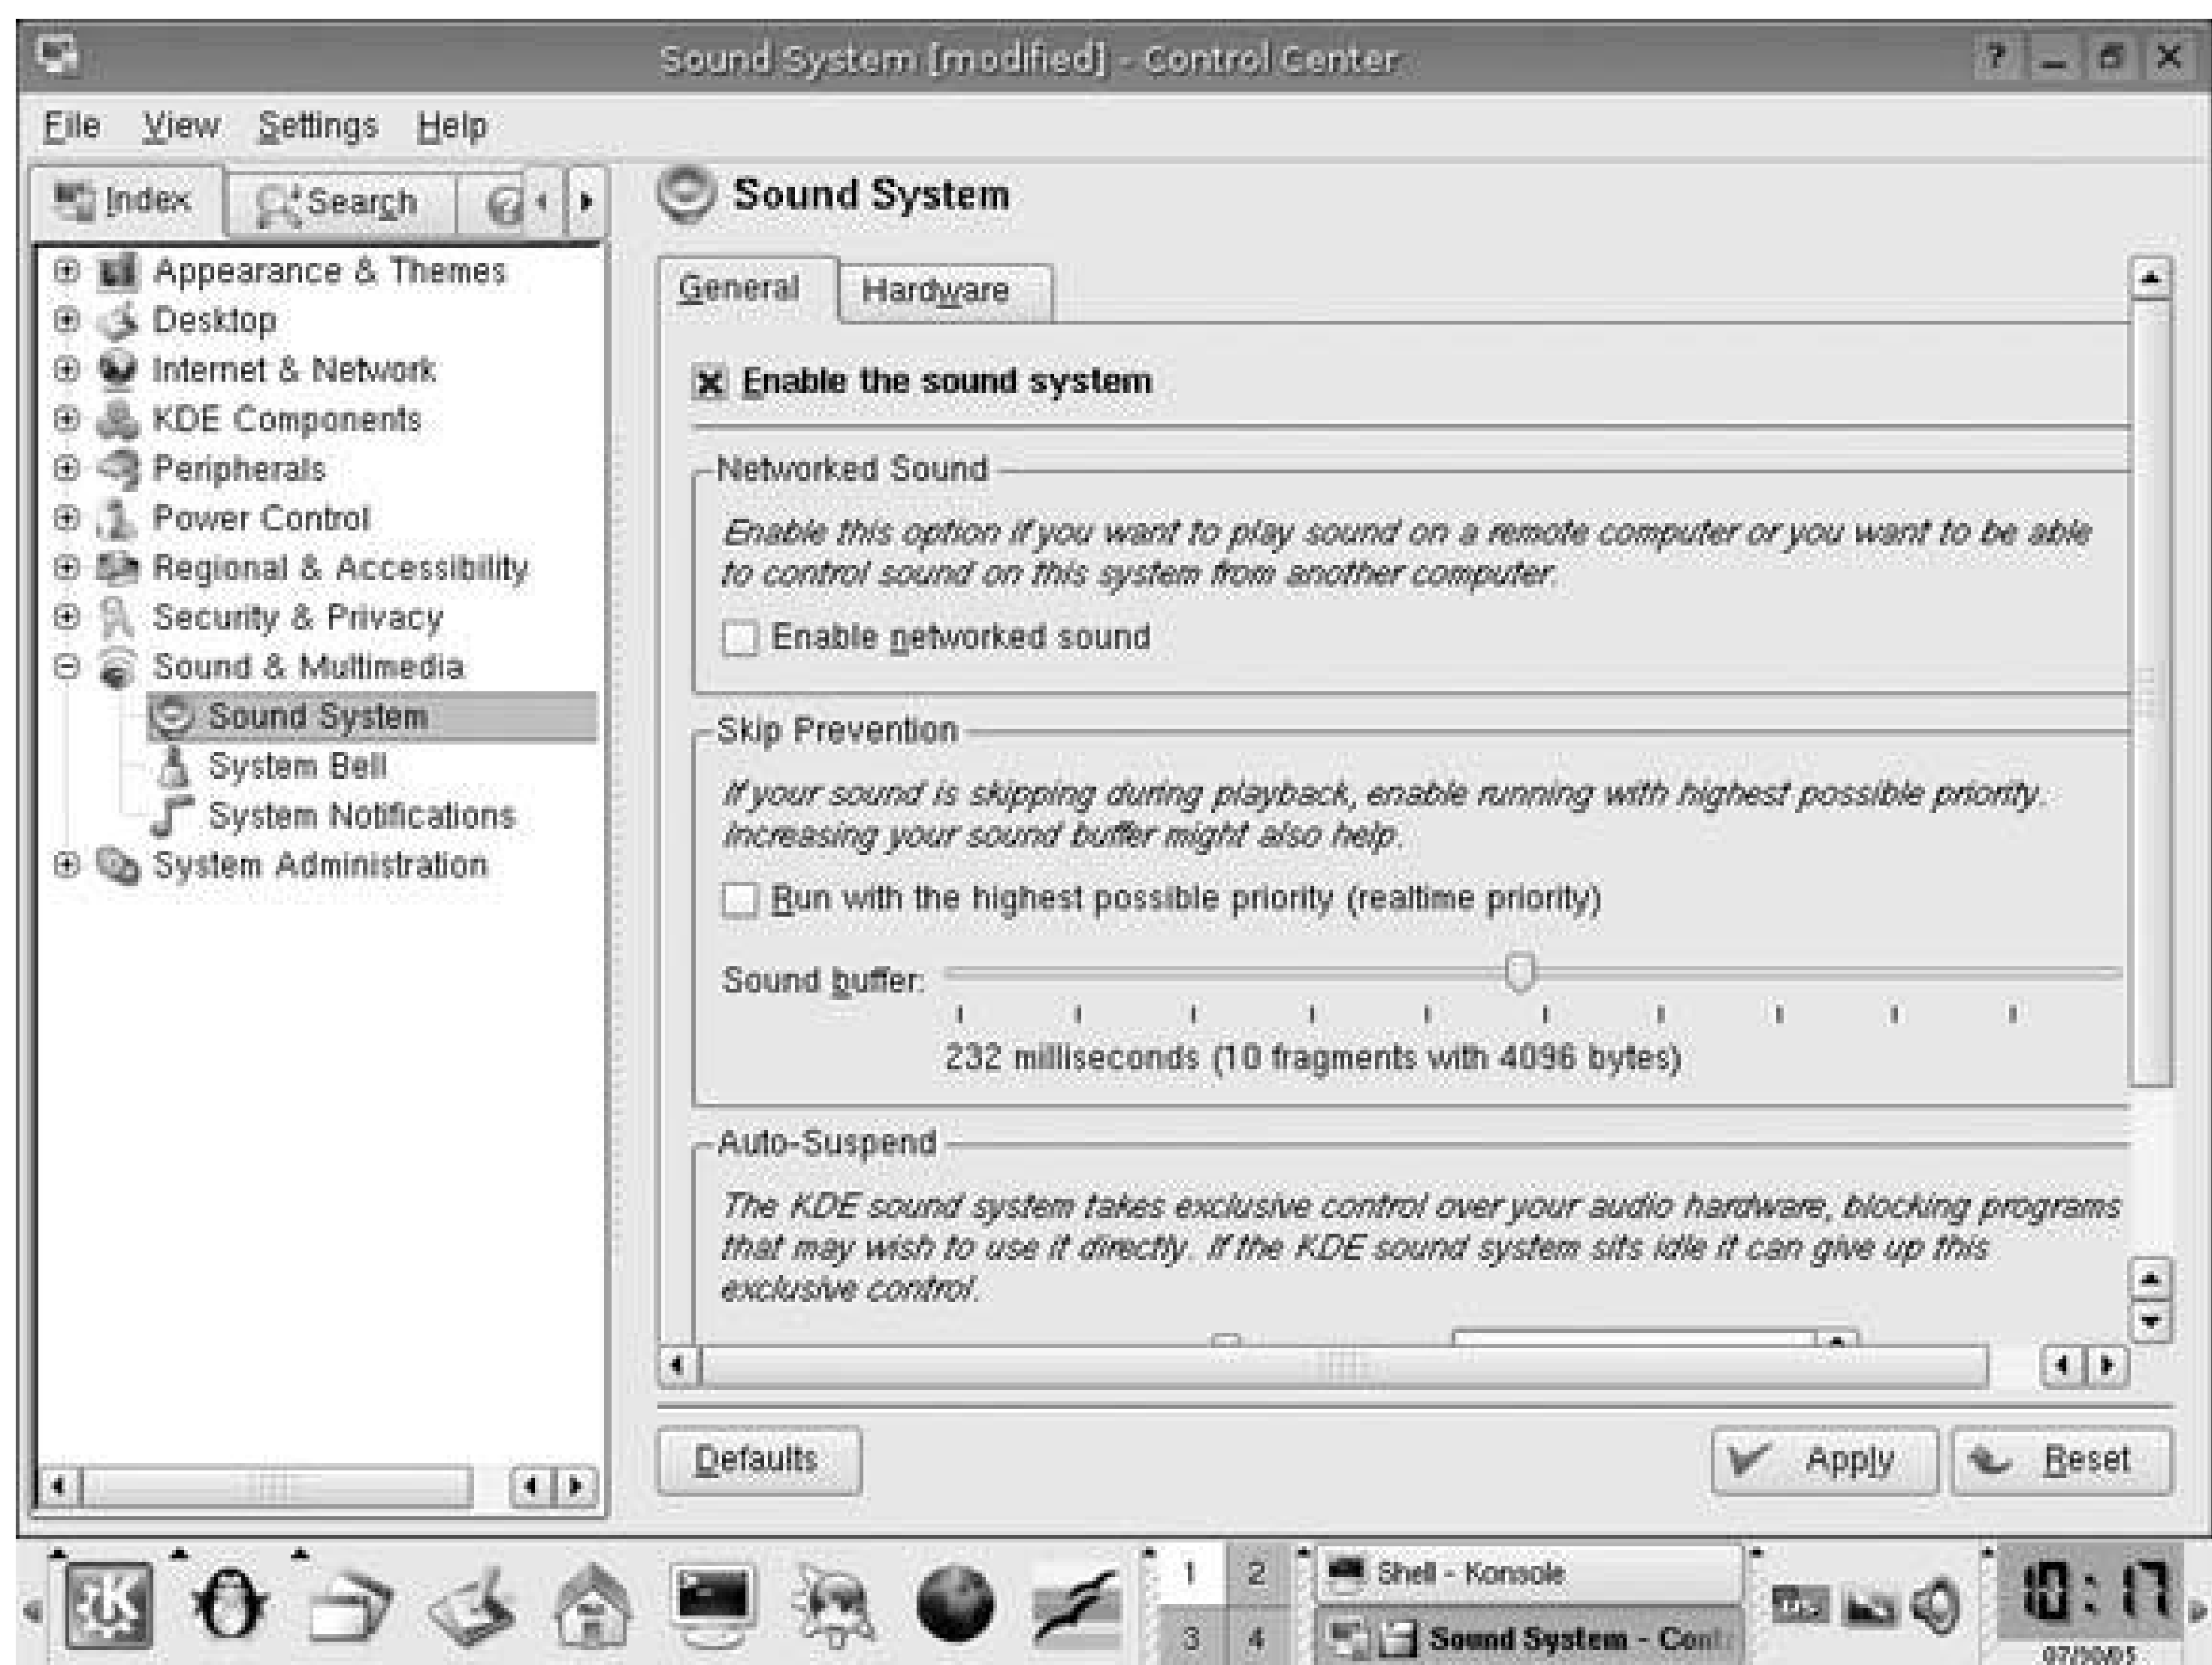 Sound System [modified] - Control Center
File View Settings Help
Index Search
Appearance & Themes
Desktop
Internet & Network
KDE Components
Peripherals
Power Control
Regional & Accessibility
Security & Privacy
Sound & Multimedia
Sound System
System Bell
System Notifications
System Administration
Sound System
General Hardware
Enable the sound system
Networked Sound
Enable this option if you want to play sound on a remote computer or you want to be able
to control sound on this system from another computer.
Enable networked sound
Skip Prevention
If your sound is skipping during playback, enable running with highest possible priority.
Increasing your sound buffer might also help.
Run with the highest possible priority (realtime priority)
Sound buffer:
232 milliseconds (10 fragments with 4096 bytes)
Auto-Suspend
The KDE sound system takes exclusive control over your audio hardware, blocking programs
that may wish to use it directly. If the KDE sound system sits idle it can give up this
exclusive control.
Defaults Apply Reset
1 2
3 4
Shell - Konsole
Sound System - Cont
10:17